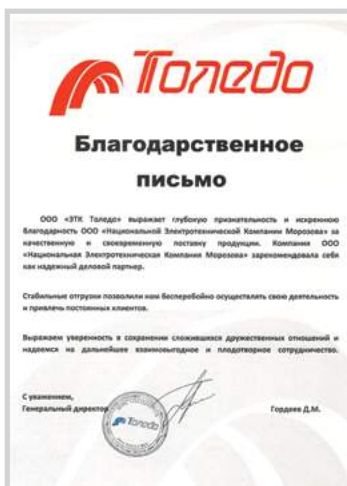 Толедо
Благодарственное
письмо
ООО «ЭТК Толедо» выражает глубокую признательность и искреннюю
благодарность ООО «Национальной Электротехнической Компании Морозова» за
качественную и своевременную поставку продукции. Компания ООО
«Национальная Электротехническая Компания Морозова» зарекомендовала себя
как надежный деловой партнер.
Стабильные отгрузки позволили нам бесперебойно осуществлять свою деятельность
и привлечь постоянных клиентов.
Выражаем уверенность в сохранении сложившихся дружественных отношений и
надеемся на дальнейшее взаимовыгодное и плодотворное сотрудничество.
С уважением,
Генеральный директор
Гордеев Д.М.
Толедо